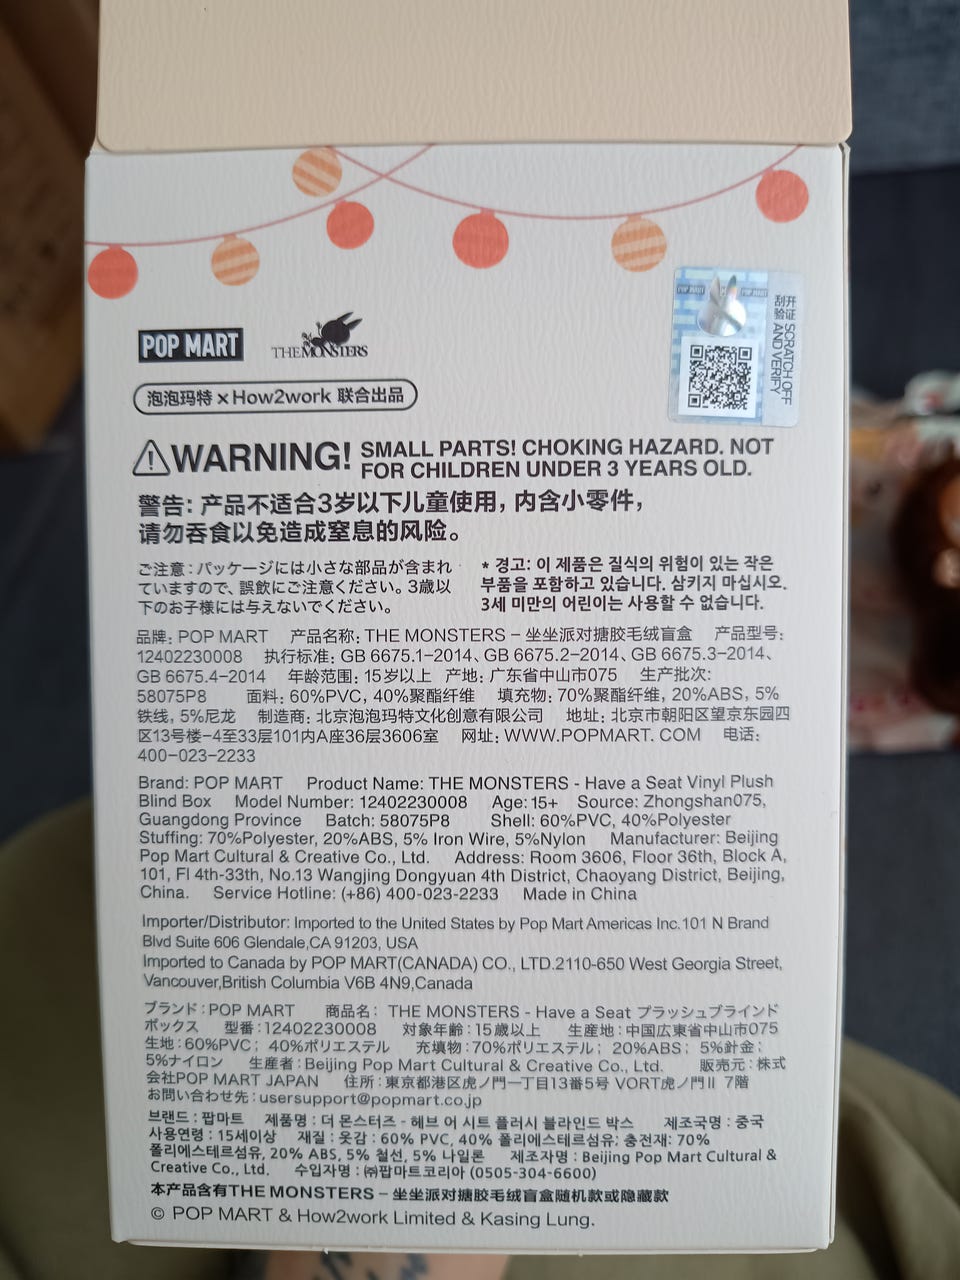 POP MART
THE MONSTERS
泡泡玛特 × How2work 联合出品
POP MART
POP MART
刮开
验证
SCRATCH OFF
AND VERIFY
WARNING! SMALL PARTS! CHOKING HAZARD. NOT
FOR CHILDREN UNDER 3 YEARS OLD.
警告: 产品不适合3岁以下儿童使用，内含小零件，
请勿吞食以免造成窒息的风险。
ご注意：パッケージには小さな部品が含まれ
ていますので、誤飲にご注意ください。3歳以
下のお子様には与えないでください。
* 경고: 이 제품은 질식의 위험이 있는 작은
부품을 포함하고 있습니다. 삼키지 마십시오.
3세 미만의 어린이는 사용할 수 없습니다.
品牌: POP MART 产品名称: THE MONSTERS – 坐坐派对搪胶毛绒盲盒 产品型号:
12402230008 执行标准: GB 6675.1–2014、GB 6675.2–2014、GB 6675.3–2014、
GB 6675.4–2014 年龄范围: 15岁以上 产地: 广东省中山市075 生产批次:
58075P8 面料: 60%PVC, 40%聚酯纤维 填充物: 70%聚酯纤维, 20%ABS, 5%
铁线, 5%尼龙 制造商: 北京泡泡玛特文化创意有限公司 地址: 北京市朝阳区望京东园四
区13号楼–4至33层101内A座36层3606室 网址: WWW.POPMART. COM 电话:
400–023–2233
Brand: POP MART Product Name: THE MONSTERS - Have a Seat Vinyl Plush
Blind Box Model Number: 12402230008 Age: 15+ Source: Zhongshan075,
Guangdong Province Batch: 58075P8 Shell: 60%PVC, 40%Polyester
Stuffing: 70%Polyester, 20%ABS, 5% Iron Wire, 5%Nylon Manufacturer: Beijing
Pop Mart Cultural & Creative Co., Ltd. Address: Room 3606, Floor 36th, Block A,
101, Fl 4th-33th, No.13 Wangjing Dongyuan 4th District, Chaoyang District, Beijing,
China. Service Hotline: (+86) 400-023-2233 Made in China
Importer/Distributor: Imported to the United States by Pop Mart Americas Inc.101 N Brand
Blvd Suite 606 Glendale,CA 91203, USA
Imported to Canada by POP MART(CANADA) CO., LTD.2110-650 West Georgia Street,
Vancouver,British Columbia V6B 4N9,Canada
ブランド：POP MART 商品名： THE MONSTERS - Have a Seat プラッシュブラインド
ボックス 型番：12402230008 対象年齢：15歳以上 生産地：中国広東省中山市075
生地：60%PVC；40%ポリエステル 充填物：70%ポリエステル；20%ABS；5%針金；
5%ナイロン 生産者：Beijing Pop Mart Cultural & Creative Co., Ltd. 販売元：株式
会社POP MART JAPAN 住所：東京都港区虎ノ門一丁目13番5号 VORT虎ノ門II 7階
お問い合わせ先：usersupport@popmart.co.jp
브랜드 : 팝마트 제품명 : 더 몬스터즈 - 헤브 어 시트 플러시 블라인드 박스 제조국명 : 중국
사용연령 : 15세이상 재질 : 옷감 : 60% PVC, 40% 폴리에스테르섬유; 충전재: 70%
폴리에스테르섬유, 20% ABS, 5% 철선, 5% 나일론 제조자명 : Beijing Pop Mart Cultural &
Creative Co., Ltd. 수입자명 : ㈜팝마트코리아 (0505-304-6600)
本产品含有THE MONSTERS – 坐坐派对搪胶毛绒盲盒随机款或隐藏款
© POP MART & How2work Limited & Kasing Lung.